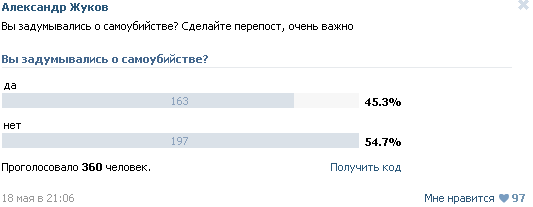 Александр Жуков
Вы задумывались о самоубийстве? Сделайте перепост, очень важно
Вы задумывались о самоубийстве?
да
163 45.3%
нет
197 54.7%
Проголосовало 360 человек. Получить код
18 мая в 21:06 Мне нравится 97